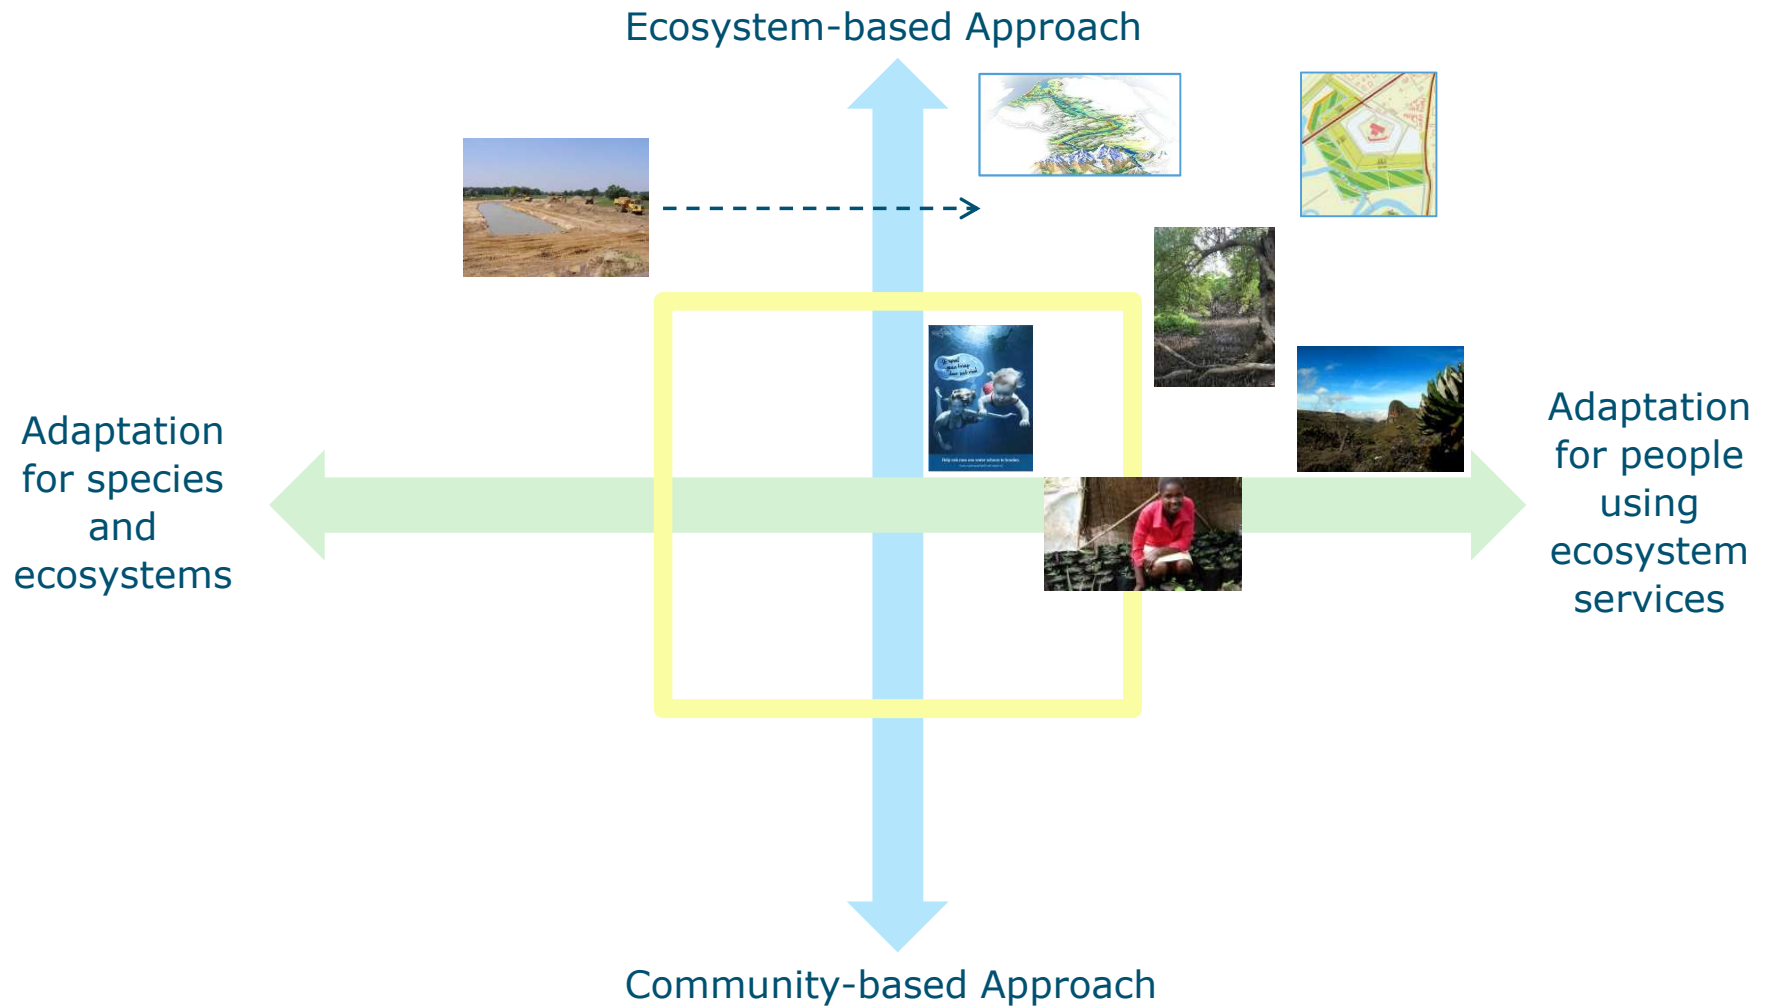 Ecosystem-based Approach
Adaptation
for species
and
ecosystems
Adaptation
for people
using
ecosystem
services
Community-based Approach